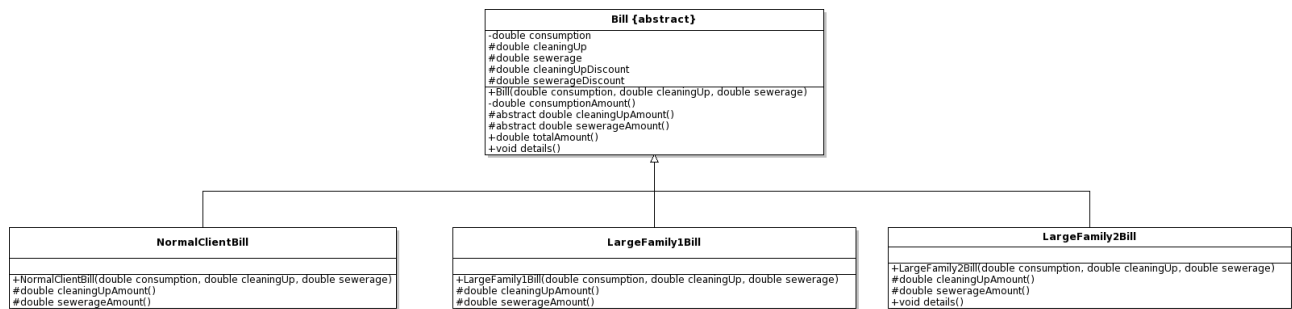 Bill {abstract}
-double consumption
#double cleaningUp
#double sewerage
#double cleaningUpDiscount
#double sewerageDiscount
+Bill(double consumption, double cleaningUp, double sewerage)
-double consumptionAmount()
#abstract double cleaningUpAmount()
#abstract double sewerageAmount()
+double totalAmount()
+void details()
NormalClientBill
+NormalClientBill(double consumption, double cleaningUp, double sewerage)
#double cleaningUpAmount()
#double sewerageAmount()
LargeFamily1Bill
+LargeFamily1Bill(double consumption, double cleaningUp, double sewerage)
#double cleaningUpAmount()
#double sewerageAmount()
LargeFamily2Bill
+LargeFamily2Bill(double consumption, double cleaningUp, double sewerage)
#double cleaningUpAmount()
#double sewerageAmount()
+void details()